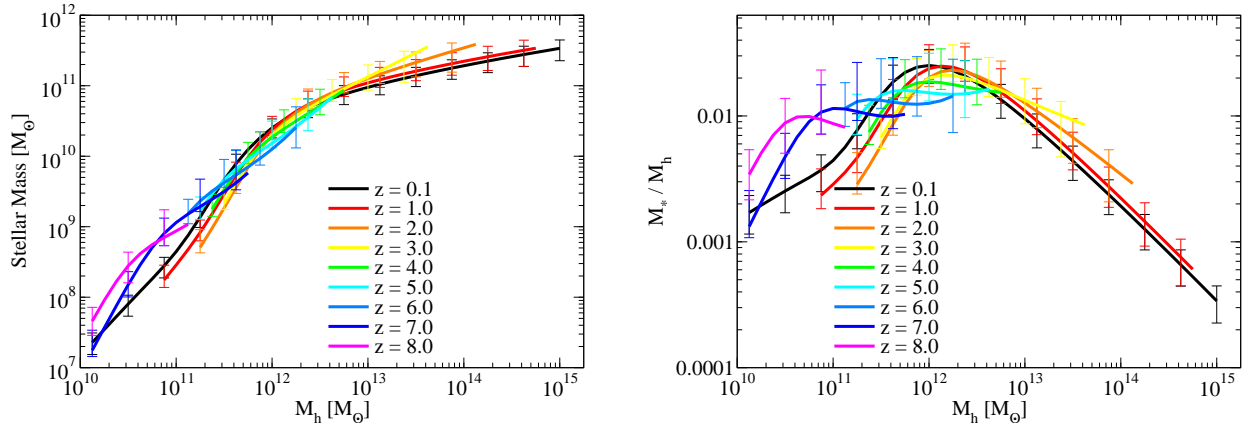 10^12
10^11
10^10
10^9
10^8
10^7
Stellar Mass [M_⊙]
z = 0.1
z = 1.0
z = 2.0
z = 3.0
z = 4.0
z = 5.0
z = 6.0
z = 7.0
z = 8.0
10^10 10^11 10^12 10^13 10^14 10^15
M_h [M_⊙]
0.01
0.001
0.0001
M_* / M_h
z = 0.1
z = 1.0
z = 2.0
z = 3.0
z = 4.0
z = 5.0
z = 6.0
z = 7.0
z = 8.0
10^10 10^11 10^12 10^13 10^14 10^15
M_h [M_⊙]